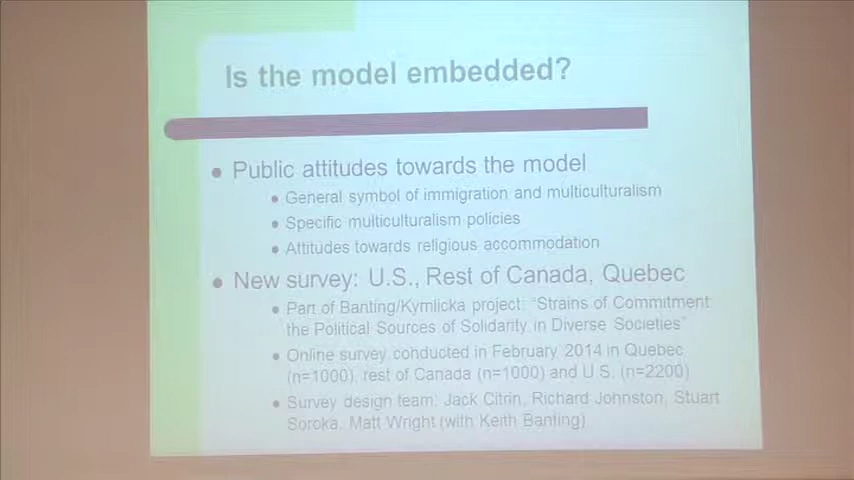 Is the model embedded?
Public attitudes towards the model
General symbol of immigration and multiculturalism
Specific multiculturalism policies
Attitudes towards religious accommodation
New survey: U.S., Rest of Canada, Quebec
Part of Banting/Kymlicka project: "Strains of Commitment
the Political Sources of Solidarity in Diverse Societies"
Online survey conducted in February 2014 in Quebec
(n=1000), rest of Canada (n=1000) and U.S. (n=2200)
Survey design team: Jack Citrin, Richard Johnston, Stuart
Soroka, Matt Wright (with Keith Banting)